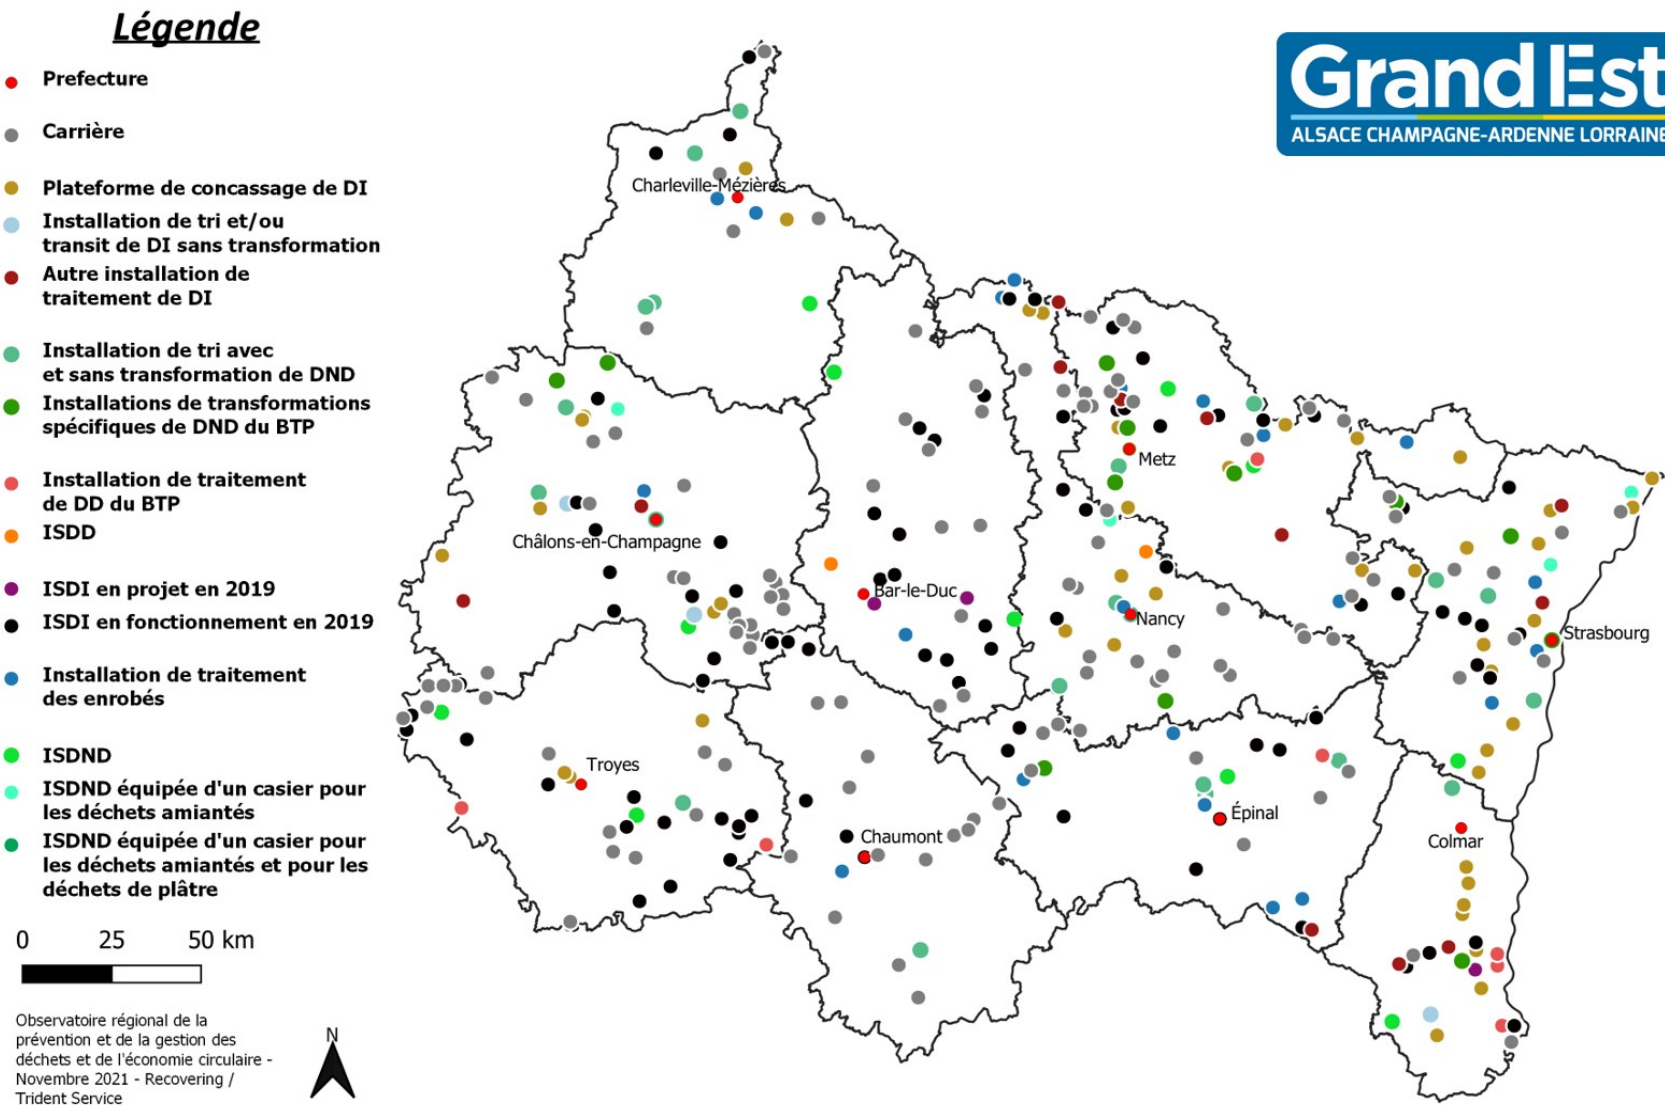 Légende
Prefecture
Carrière
Plateforme de concassage de DI
Installation de tri et/ou
transit de DI sans transformation
Autre installation de
traitement de DI
Installation de tri avec
et sans transformation de DND
Installations de transformations
spécifiques de DND du BTP
Installation de traitement
de DD du BTP
ISDD
ISDI en projet en 2019
ISDI en fonctionnement en 2019
Installation de traitement
des enrobés
ISDND
ISDND équipée d'un casier pour
les déchets amiantés
ISDND équipée d'un casier pour
les déchets amiantés et pour les
déchets de plâtre
0 25 50 km
Observatoire régional de la
prévention et de la gestion des
déchets et de l'économie circulaire -
Novembre 2021 - Recovering /
Trident Service
N
Grand Est
ALSACE CHAMPAGNE-ARDENNE LORRAINE
Charleville-Mézières
Metz
Châlons-en-Champagne
Bar-le-Duc
Nancy
Strasbourg
Troyes
Épinal
Chaumont
Colmar